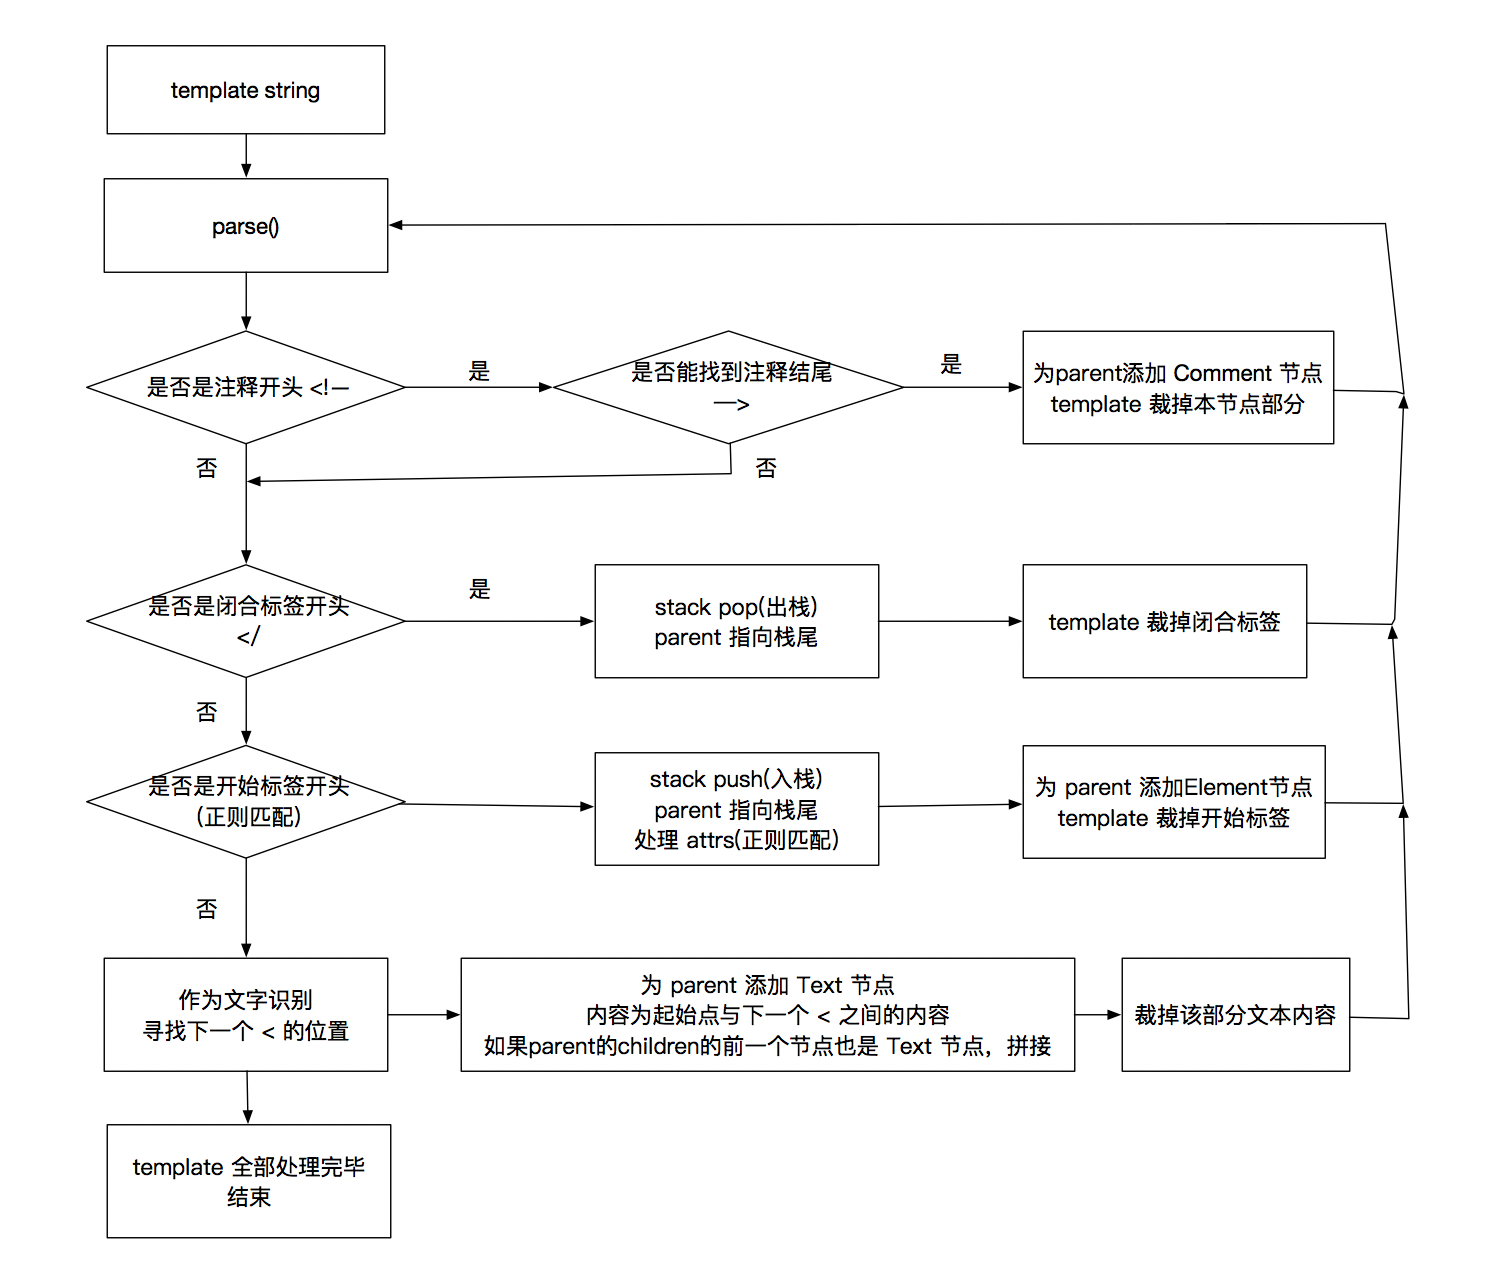 template string
parse()
是否是注释开头 <!—
是
是否能找到注释结尾
—>
是
为parent添加 Comment 节点
template 裁掉本节点部分
否
否
是否是闭合标签开头
</
是
stack pop(出栈)
parent 指向栈尾
template 裁掉闭合标签
否
是否是开始标签开头
(正则匹配)
stack push(入栈)
parent 指向栈尾
处理 attrs(正则匹配)
为 parent 添加Element节点
template 裁掉开始标签
否
作为文字识别
寻找下一个 < 的位置
为 parent 添加 Text 节点
内容为起始点与下一个 < 之间的内容
如果parent的children的前一个节点也是 Text 节点，拼接
裁掉该部分文本内容
template 全部处理完毕
结束